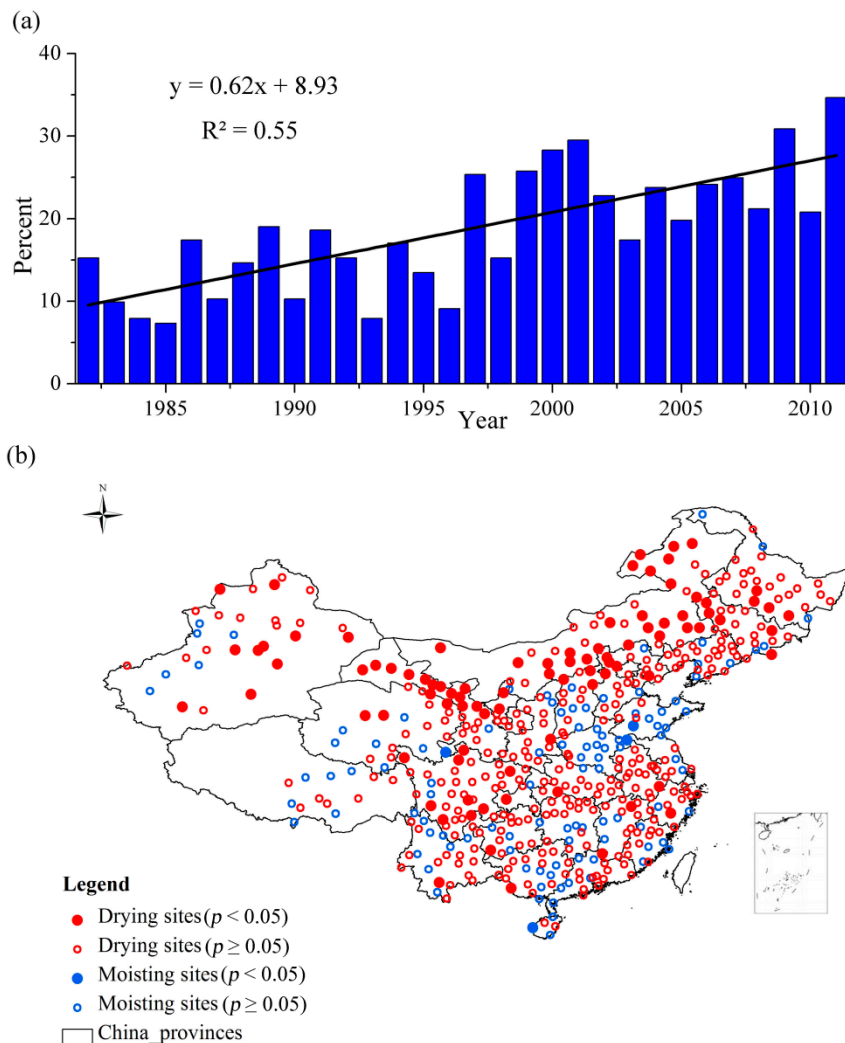 (a)
40
30
20
10
0
Percent
y = 0.62x + 8.93
R² = 0.55
1985
1990
1995
2000
2005
2010
Year
(b)
N
Legend
Drying sites (p < 0.05)
Drying sites (p ≥ 0.05)
Moisting sites (p < 0.05)
Moisting sites (p ≥ 0.05)
China_provinces